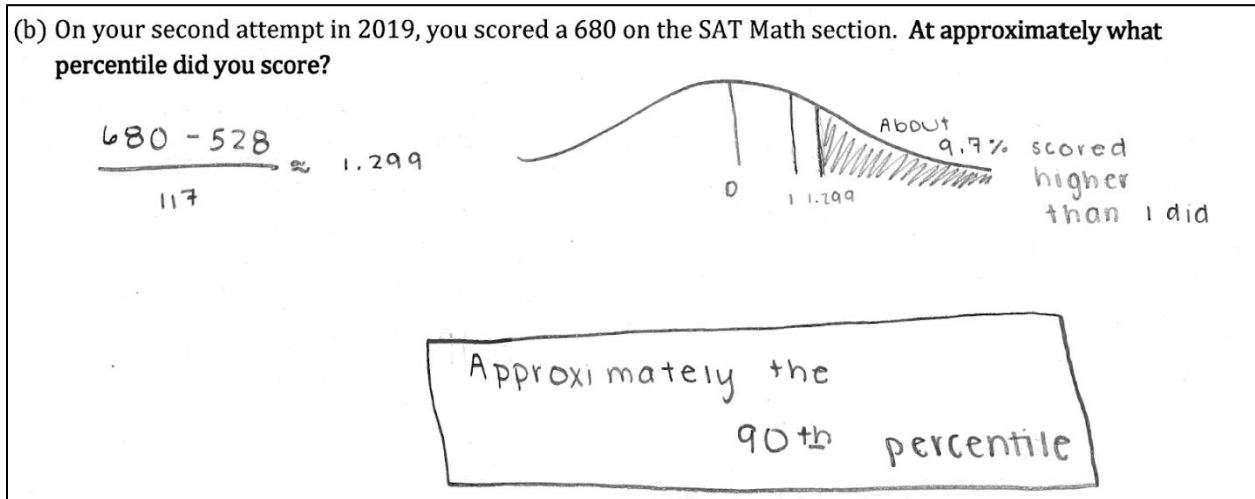 (b) On your second attempt in 2019, you scored a 680 on the SAT Math section. At approximately what
percentile did you score?
680 - 528
117
≈ 1.299
0
1 1.299
About
9.7% scored
higher
than I did
Approximately the
90th percentile